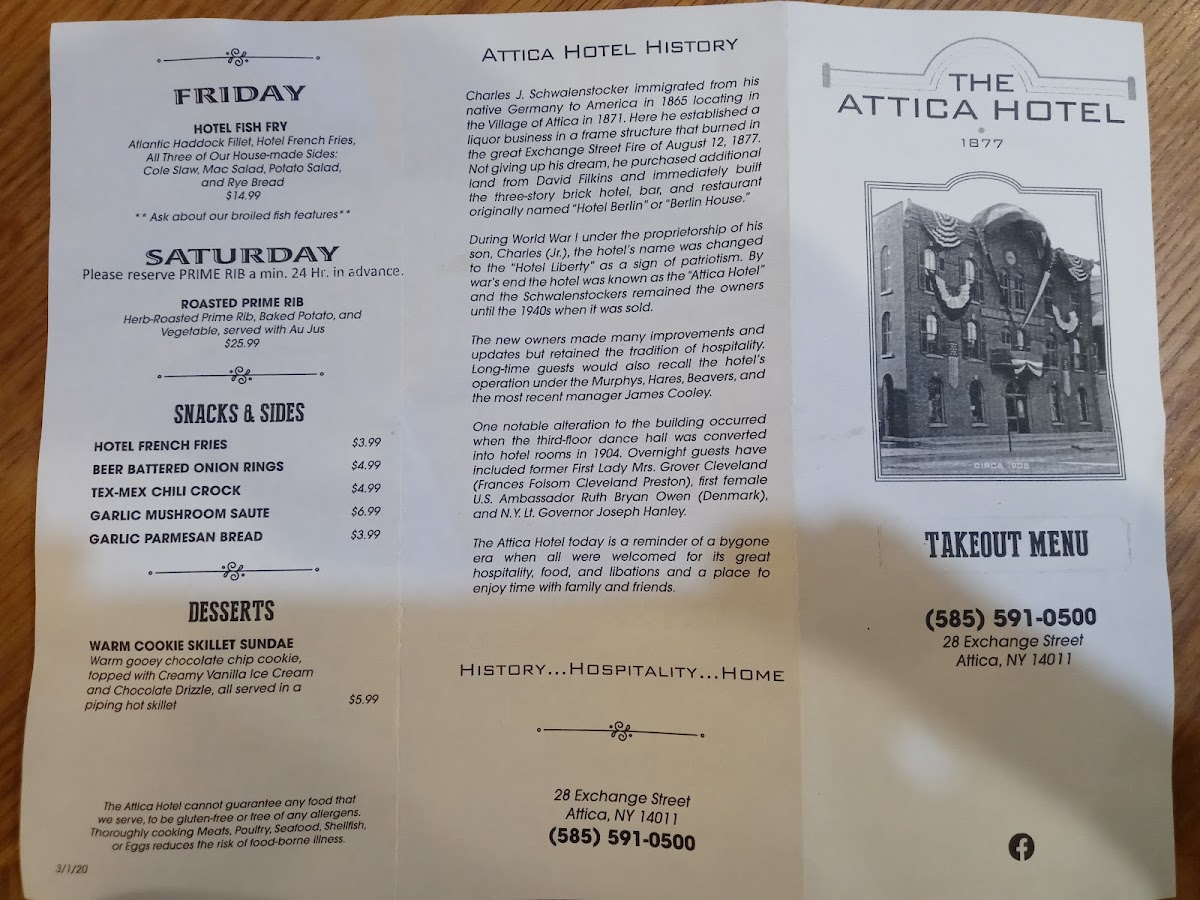 FRIDAY
HOTEL FISH FRY
Atlantic Haddock Fillet, Hotel French Fries,
All Three of Our House-made Sides:
Cole Slaw, Mac Salad, Potato Salad,
and Rye Bread
$14.99
** Ask about our broiled fish features**
SATURDAY
Please reserve PRIME RIB a min. 24 Hr. in advance.
ROASTED PRIME RIB
Herb-Roasted Prime Rib, Baked Potato, and
Vegetable, served with Au Jus
$25.99
SNACKS & SIDES
HOTEL FRENCH FRIES $3.99
BEER BATTERED ONION RINGS $4.99
TEX-MEX CHILI CROCK $4.99
GARLIC MUSHROOM SAUTE $6.99
GARLIC PARMESAN BREAD $3.99
DESSERTS
WARM COOKIE SKILLET SUNDAE
Warm gooey chocolate chip cookie,
topped with Creamy Vanilla Ice Cream
and Chocolate Drizzle, all served in a
piping hot skillet $5.99
The Attica Hotel cannot guarantee any food that
we serve, to be gluten-free or free of any allergens.
Thoroughly cooking Meats, Poultry, Seafood, Shellfish,
or Eggs reduces the risk of food-borne illness.
3/1/20
ATTICA HOTEL HISTORY
Charles J. Schwalenstocker immigrated from his
native Germany to America in 1865 locating in
the Village of Attica in 1871. Here he established a
liquor business in a frame structure that burned in
the great Exchange Street Fire of August 12, 1877.
Not giving up his dream, he purchased additional
land from David Filkins and immediately built
the three-story brick hotel, bar, and restaurant
originally named "Hotel Berlin" or "Berlin House."
During World War I under the proprietorship of his
son, Charles (Jr.), the hotel's name was changed
to the "Hotel Liberty" as a sign of patriotism. By
war's end the hotel was known as the "Attica Hotel"
and the Schwalenstockers remained the owners
until the 1940s when it was sold.
The new owners made many improvements and
updates but retained the tradition of hospitality.
Long-time guests would also recall the hotel's
operation under the Murphys, Hares, Beavers, and
the most recent manager James Cooley.
One notable alteration to the building occurred
when the third-floor dance hall was converted
into hotel rooms in 1904. Overnight guests have
included former First Lady Mrs. Grover Cleveland
(Frances Folsom Cleveland Preston), first female
U.S. Ambassador Ruth Bryan Owen (Denmark),
and N.Y. Lt. Governor Joseph Hanley.
The Attica Hotel today is a reminder of a bygone
era when all were welcomed for its great
hospitality, food, and libations and a place to
enjoy time with family and friends.
HISTORY...HOSPITALITY...HOME
28 Exchange Street
Attica, NY 14011
(585) 591-0500
THE
ATTICA HOTEL
1877
CIRCA 1908
TAKEOUT MENU
(585) 591-0500
28 Exchange Street
Attica, NY 14011